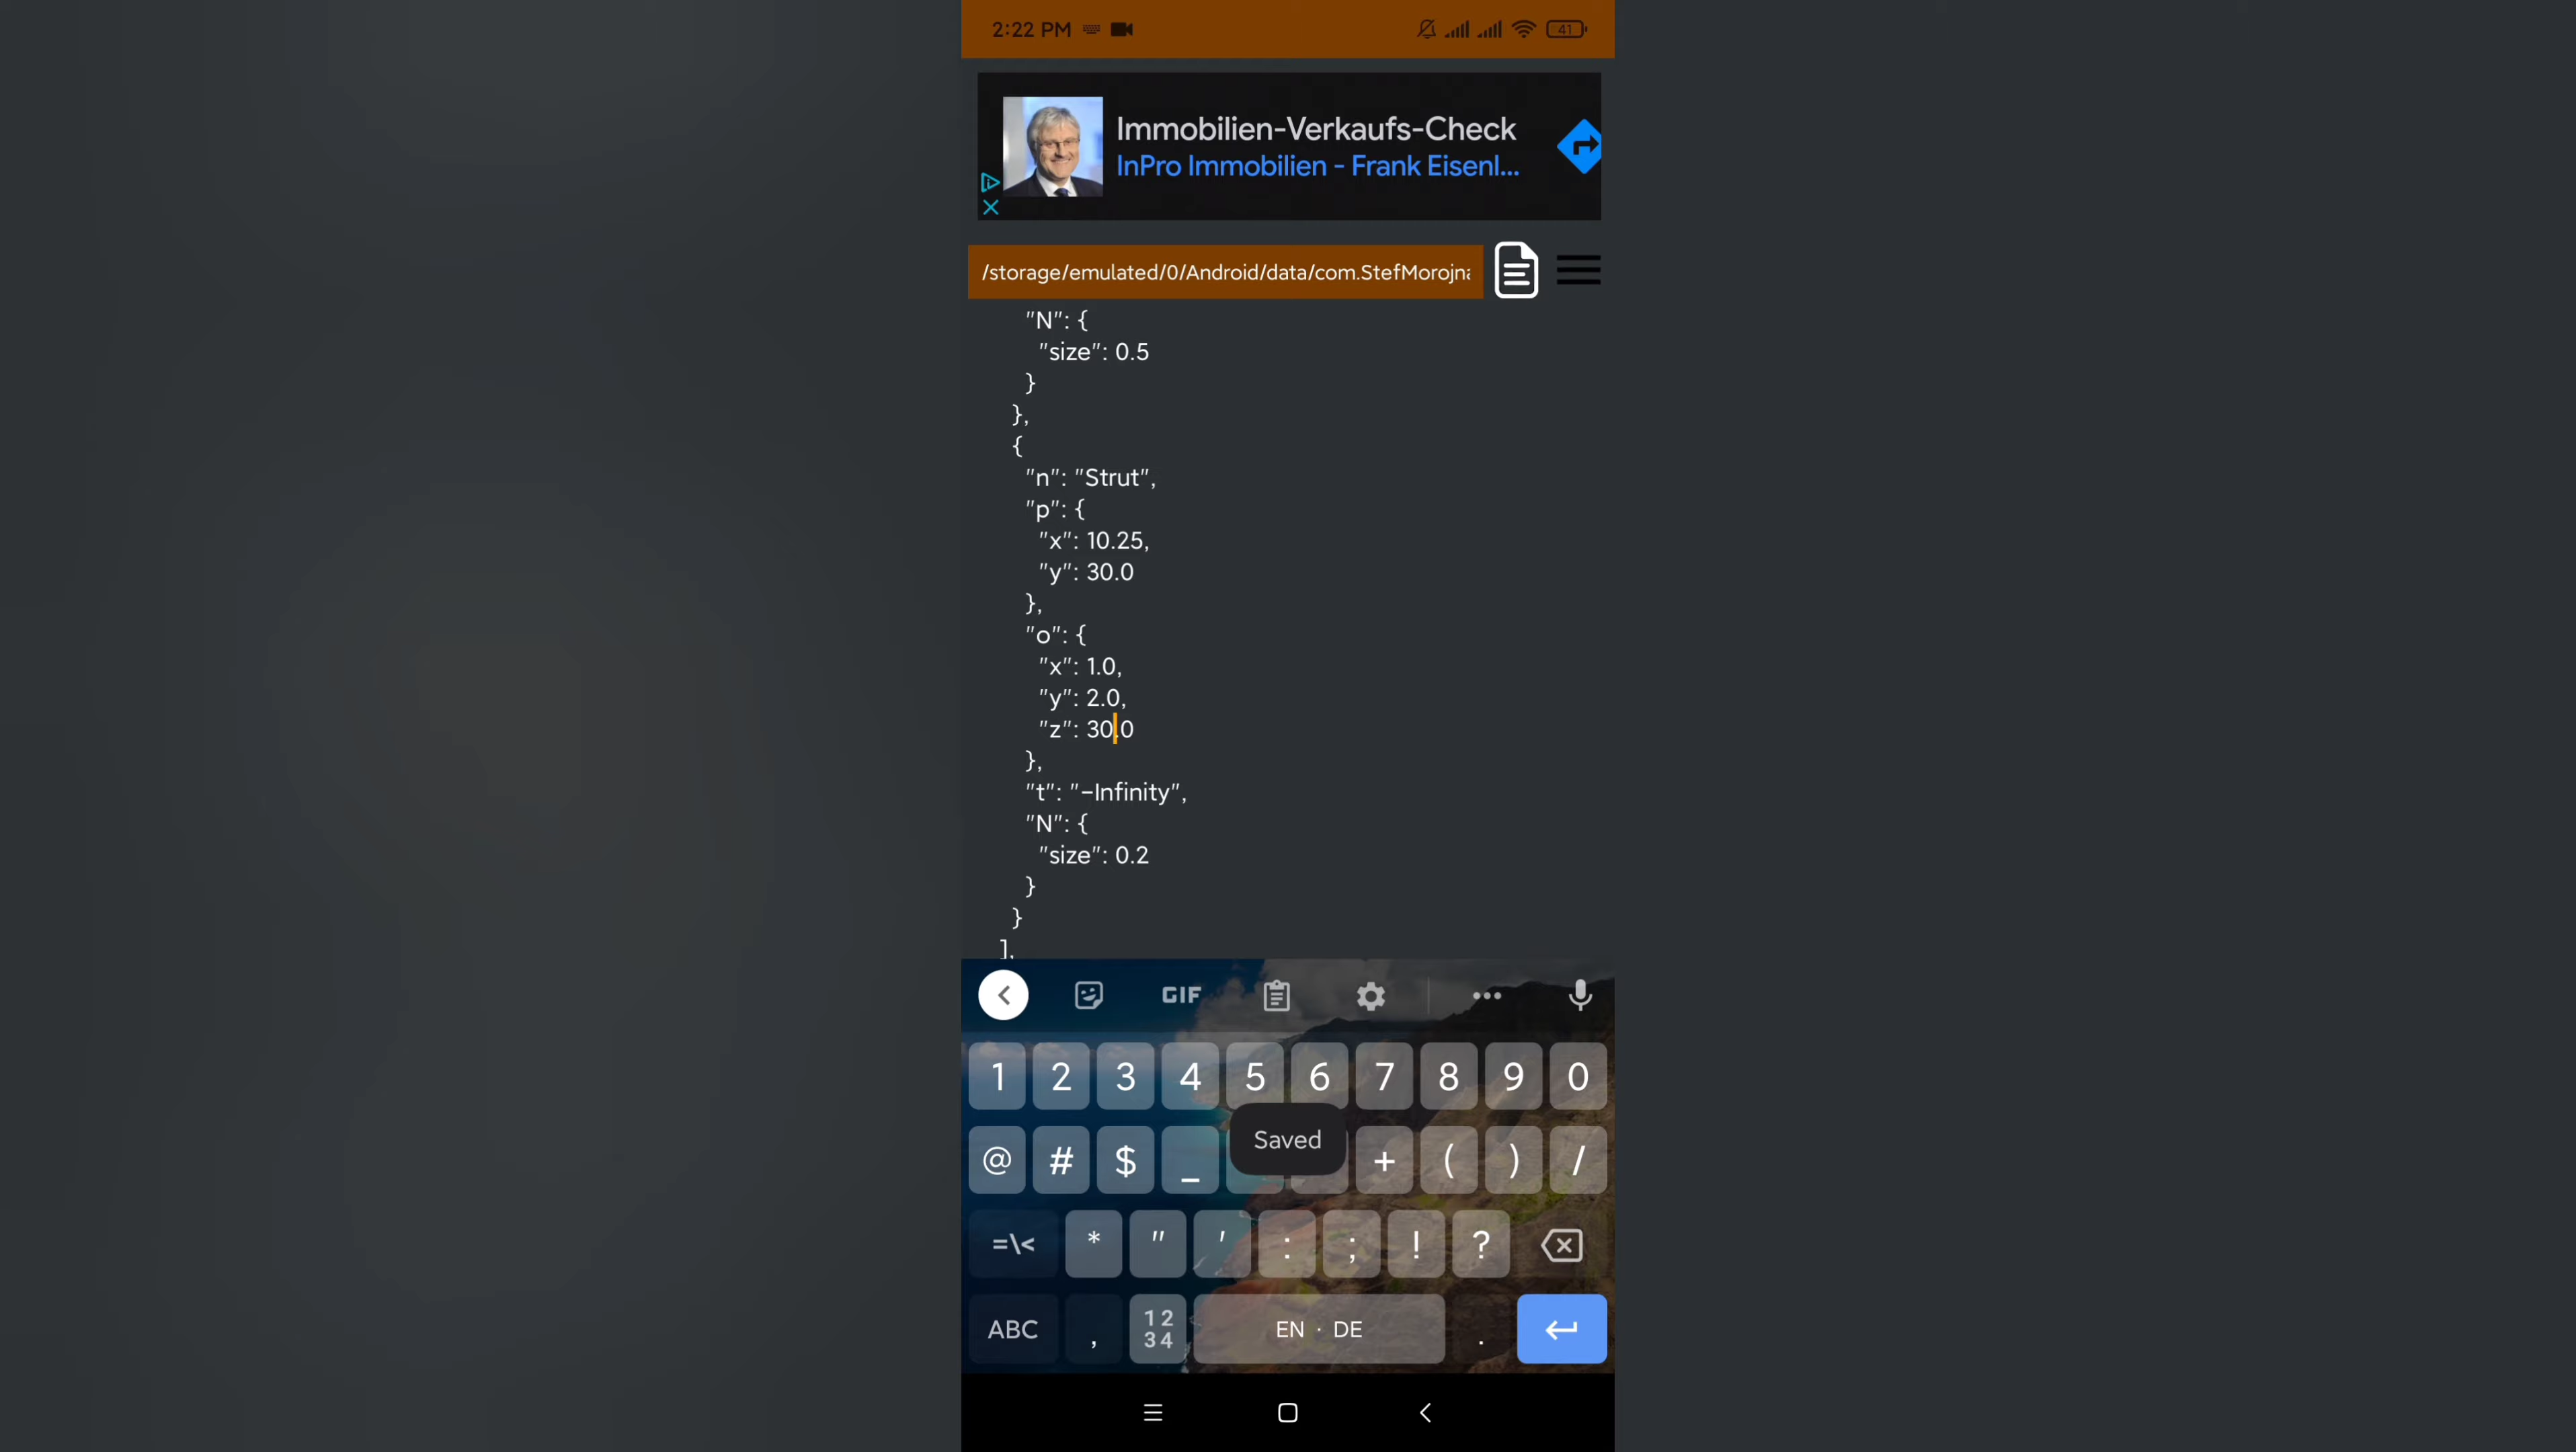 2:22 PM
41
Immobilien-Verkaufs-Check
InPro Immobilien - Frank Eisenl...
/storage/emulated/0/Android/data/com.StefMorojna
"N": {
"size": 0.5
}
},
{
"n": "Strut",
"p": {
"x": 10.25,
"y": 30.0
},
"o": {
"x": 1.0,
"y": 2.0,
"z": 30.0
},
"t": "-Infinity",
"N": {
"size": 0.2
}
}
],
GIF
1 2 3 4 5 6 7 8 9 0
@ # $ _ + ( ) /
Saved
=\< * " ' : ; ! ?
ABC , 12 34 EN · DE .